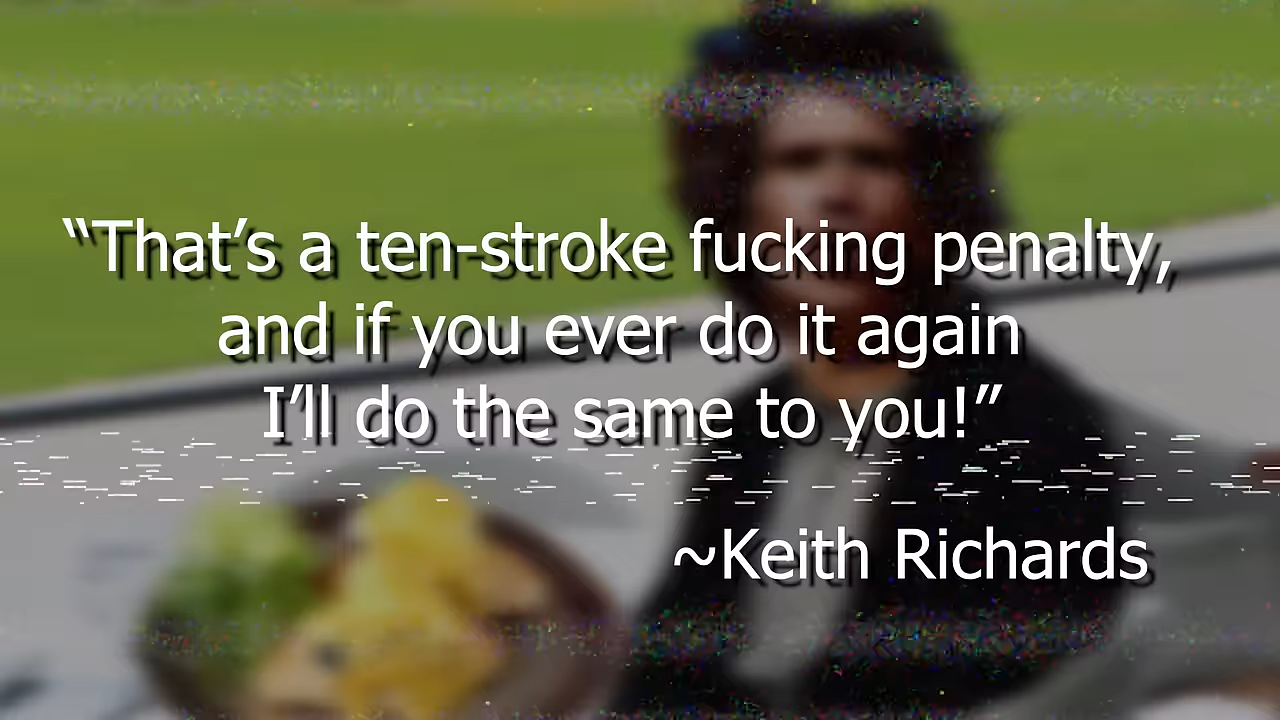 “That’s a ten-stroke fucking penalty,
and if you ever do it again
I’ll do the same to you!”
~Keith Richards